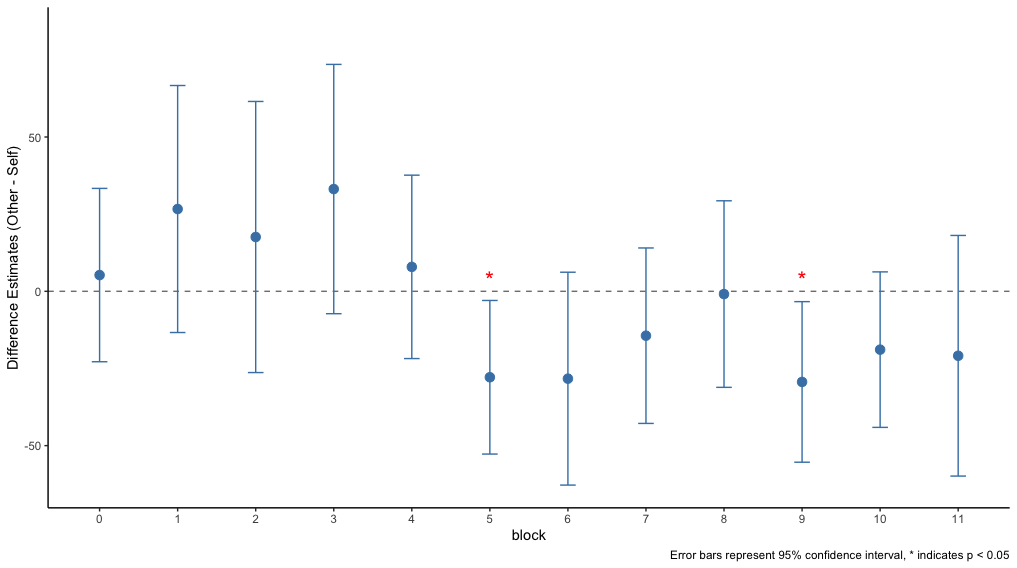 Difference Estimates (Other - Self)
50
0
-50
*
*
0 1 2 3 4 5 6 7 8 9 10 11
block
Error bars represent 95% confidence interval, * indicates p < 0.05